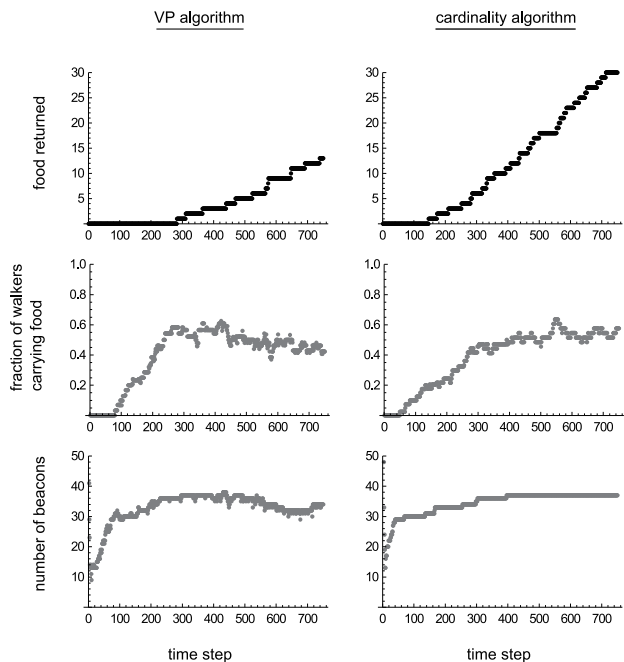 VP algorithm
cardinality algorithm
food returned
30
25
20
15
10
5
0 100 200 300 400 500 600 700
30
25
20
15
10
5
0 100 200 300 400 500 600 700
fraction of walkers
carrying food
1.0
0.8
0.6
0.4
0.2
0 100 200 300 400 500 600 700
1.0
0.8
0.6
0.4
0.2
0 100 200 300 400 500 600 700
number of beacons
50
40
30
20
10
0 100 200 300 400 500 600 700
50
40
30
20
10
0 100 200 300 400 500 600 700
time step
time step